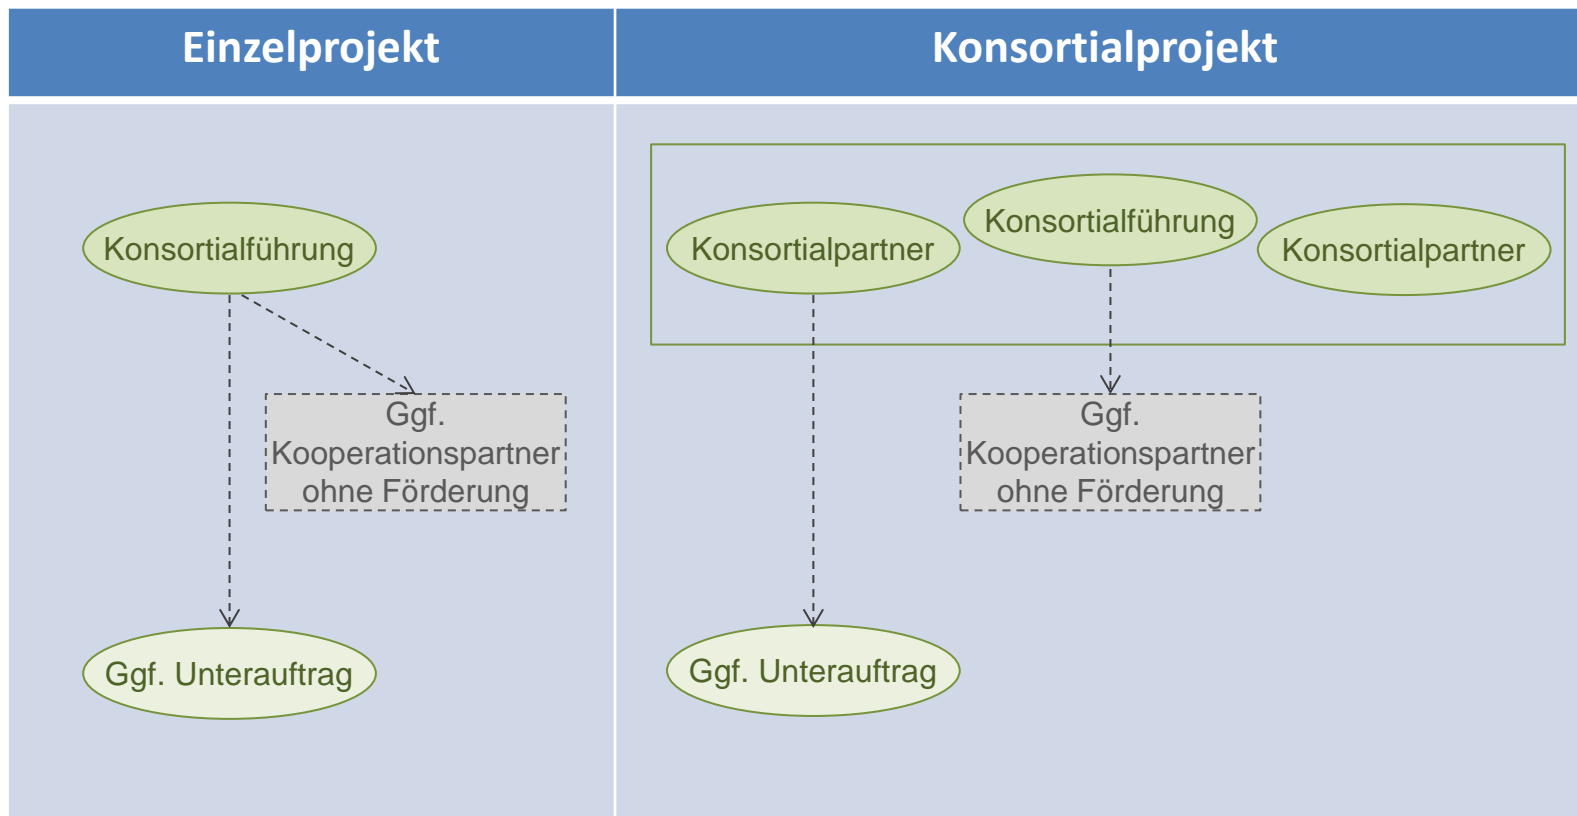 Einzelprojekt
Konsortialprojekt
Konsortialführung
Ggf.
Kooperationspartner
ohne Förderung
Ggf. Unterauftrag
Konsortialpartner
Konsortialführung
Konsortialpartner
Ggf.
Kooperationspartner
ohne Förderung
Ggf. Unterauftrag